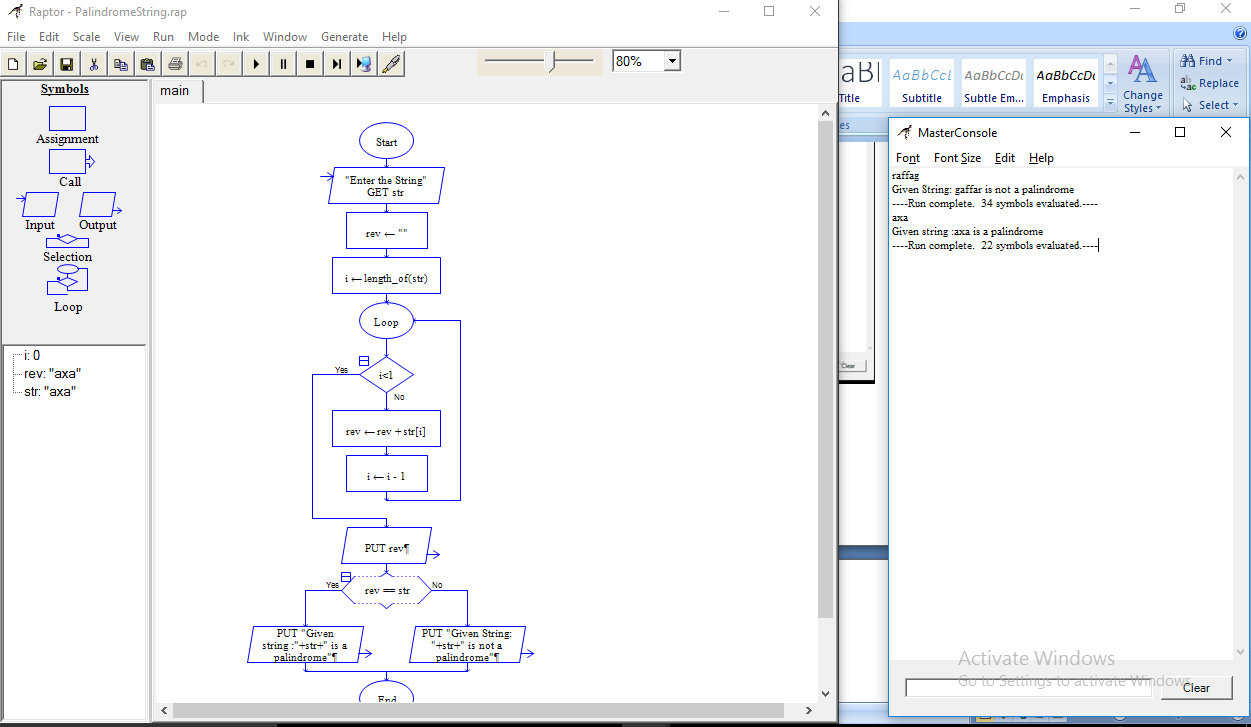 Raptor - PalindromeString.rap
File Edit Scale View Run Mode Ink Window Generate Help
80%
Symbols
Assignment
Call
Input Output
Selection
Loop
i: 0
rev: "axa"
str: "axa"
main
Start
"Enter the String"
GET str
rev ← ""
i ← length_of(str)
Loop
i<1
Yes
No
rev ← rev + str[i]
i ← i - 1
PUT rev¶
Yes
rev == str
No
PUT "Given
string :"+str+" is a
palindrome"¶
PUT "Given String:
"+str+" is not a
palindrome"¶
End
AaBbCcL AaBbCcDc AaBbCcDc
Title Subtitle Subtle Em... Emphasis
Change
Styles
Find
Replace
Select
Clear
MasterConsole
Font Font Size Edit Help
raffag
Given String: gaffar is not a palindrome
----Run complete. 34 symbols evaluated.----
axa
Given string :axa is a palindrome
----Run complete. 22 symbols evaluated.----
Activate Windows
Go to Settings to activate Windows.
Clear